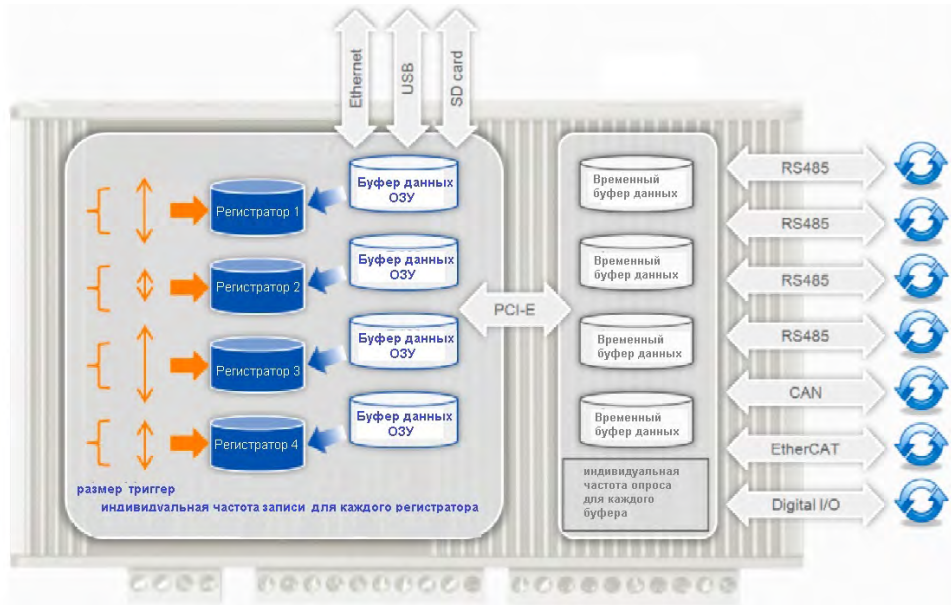 Ethernet
USB
SD card
Буфер данных
ОЗУ
Регистратор 1
Буфер данных
ОЗУ
Регистратор 2
Буфер данных
ОЗУ
Регистратор 3
Буфер данных
ОЗУ
Регистратор 4
размер триггер
индивидуальная частота записи для каждого регистратора
PCI-E
Временный
буфер данных
Временный
буфер данных
Временный
буфер данных
Временный
буфер данных
индивидуальная
частота опроса
для каждого
буфера
RS485
RS485
RS485
RS485
CAN
EtherCAT
Digital I/O